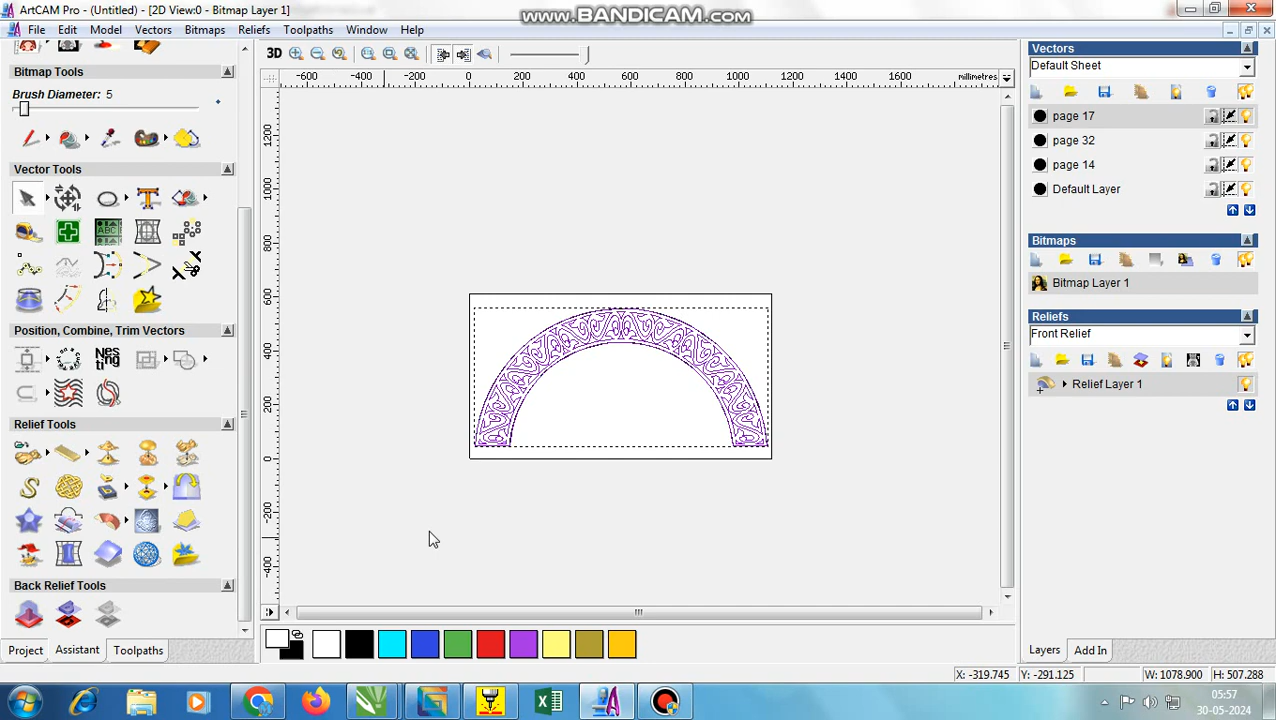 ArtCAM Pro - (Untitled) - [2D View:0 - Bitmap Layer 1]
www.BANDICAM.com
File Edit Model Vectors Bitmaps Reliefs Toolpaths Window Help
3D
Bitmap Tools
Brush Diameter: 5
Vector Tools
ABC
Position, Combine, Trim Vectors
Nes
ting
Relief Tools
Back Relief Tools
Project Assistant Toolpaths
-600 -400 -200 0 200 400 600 800 1000 1200 1400 1600 millimetres
1200
1000
800
600
400
200
0
-200
-400
Vectors
Default Sheet
page 17
page 32
page 14
Default Layer
Bitmaps
Bitmap Layer 1
Reliefs
Front Relief
Relief Layer 1
Layers Add In
X: -319.745 Y: -291.125 W: 1078.900 H: 507.288
05:57
30-05-2024